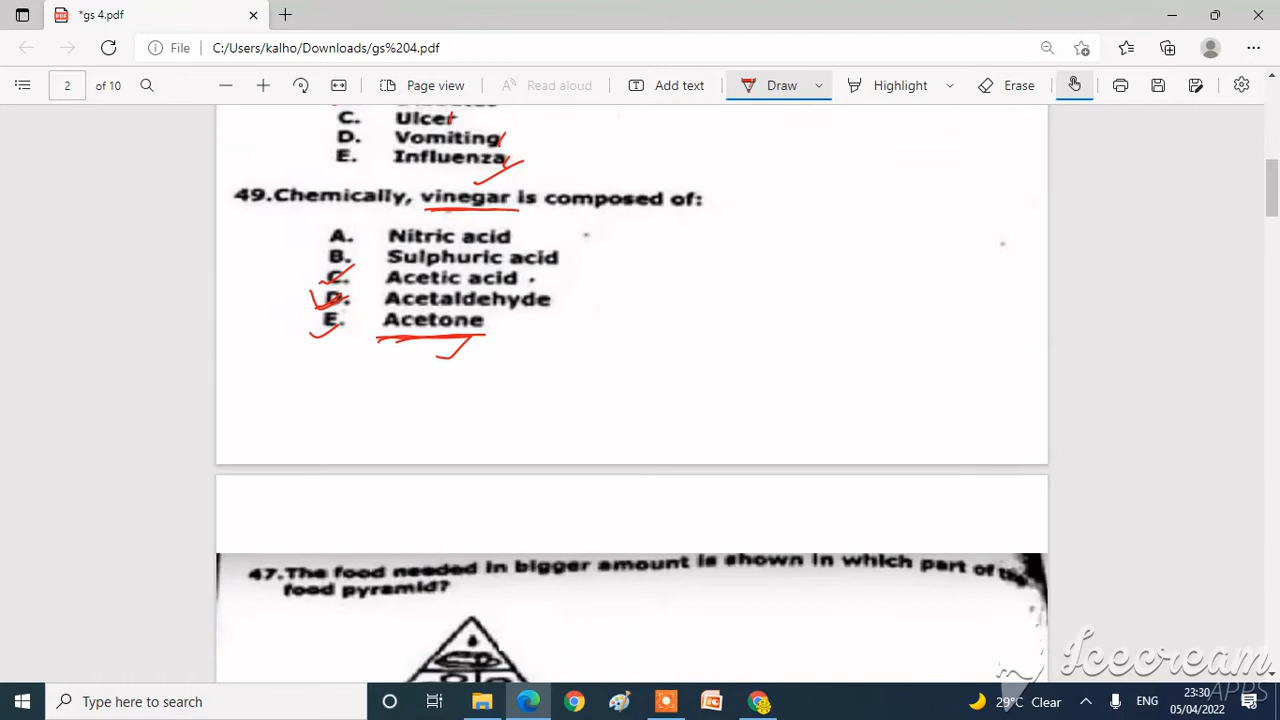 *gs 4.pdf
File C:/Users/kalho/Downloads/gs%204.pdf
2 of 10 Page view Read aloud Add text Draw Highlight Erase
C. Ulcer
D. Vomiting
E. Influenza
49.Chemically, vinegar is composed of:
A. Nitric acid
B. Sulphuric acid
C. Acetic acid
D. Acetaldehyde
E. Acetone
47.The food needed in bigger amount is shown in which part of the
food pyramid?
APPS
Type here to search
29°C Clear
ENG
23:30
05/04/2022